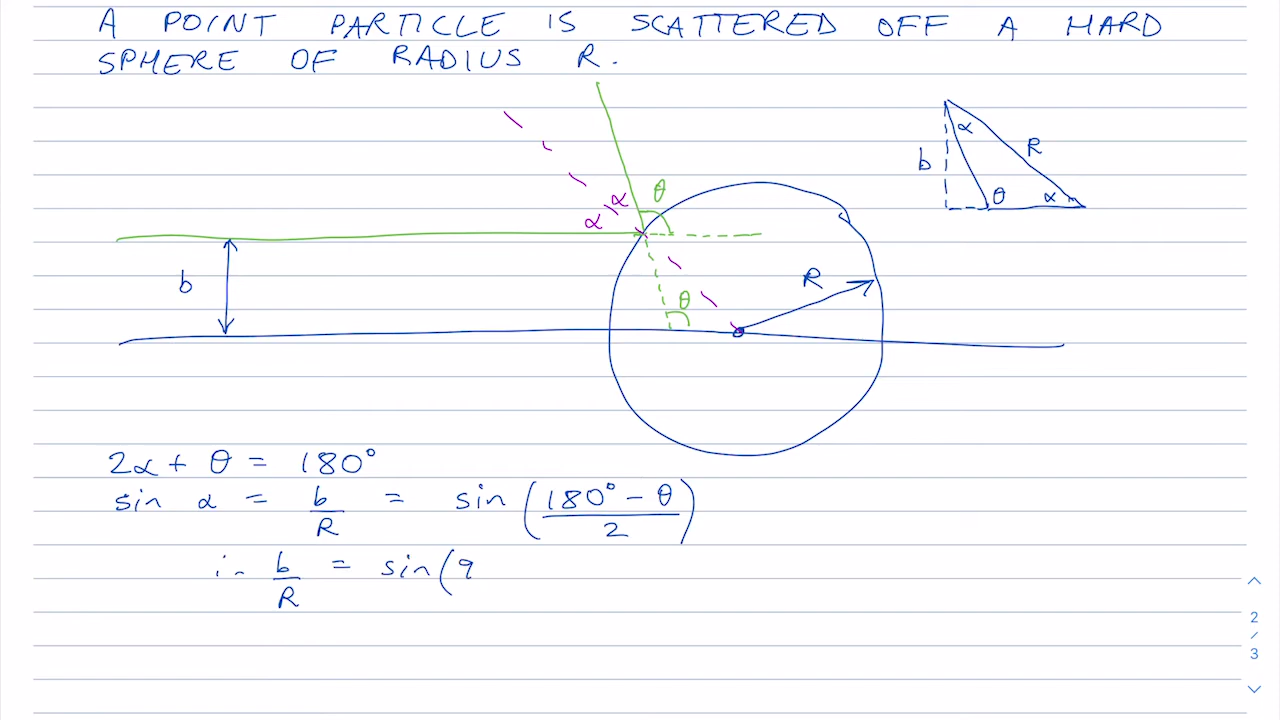 A POINT PARTICLE IS SCATTERED OFF A HARD
SPHERE OF RADIUS R.
α
R
b
θ
α
θ
α
α
R
b
θ
2α + θ = 180°
sin α = b/R = sin((180° - θ)/2)
∴ b/R = sin(9
2
/
3